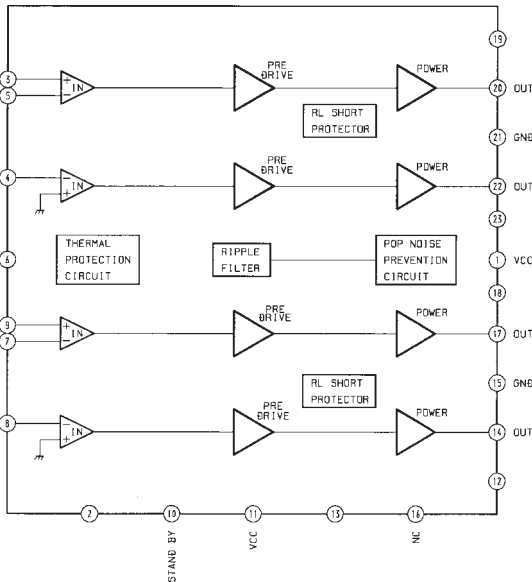 19
3
+
IN
PRE
DRIVE
POWER
20
OUT
5
−
RL SHORT
PROTECTOR
21
GND
4
−
IN
+
PRE
DRIVE
POWER
22
OUT
23
THERMAL
PROTECTION
CIRCUIT
RIPPLE
FILTER
POP NOISE
PREVENTION
CIRCUIT
6
1
VCC
18
9
+
IN
PRE
DRIVE
POWER
17
OUT
7
−
RL SHORT
PROTECTOR
15
GND
8
−
IN
+
PRE
DRIVE
POWER
14
OUT
12
2
10
11
13
16
STAND BY
VCC
NC